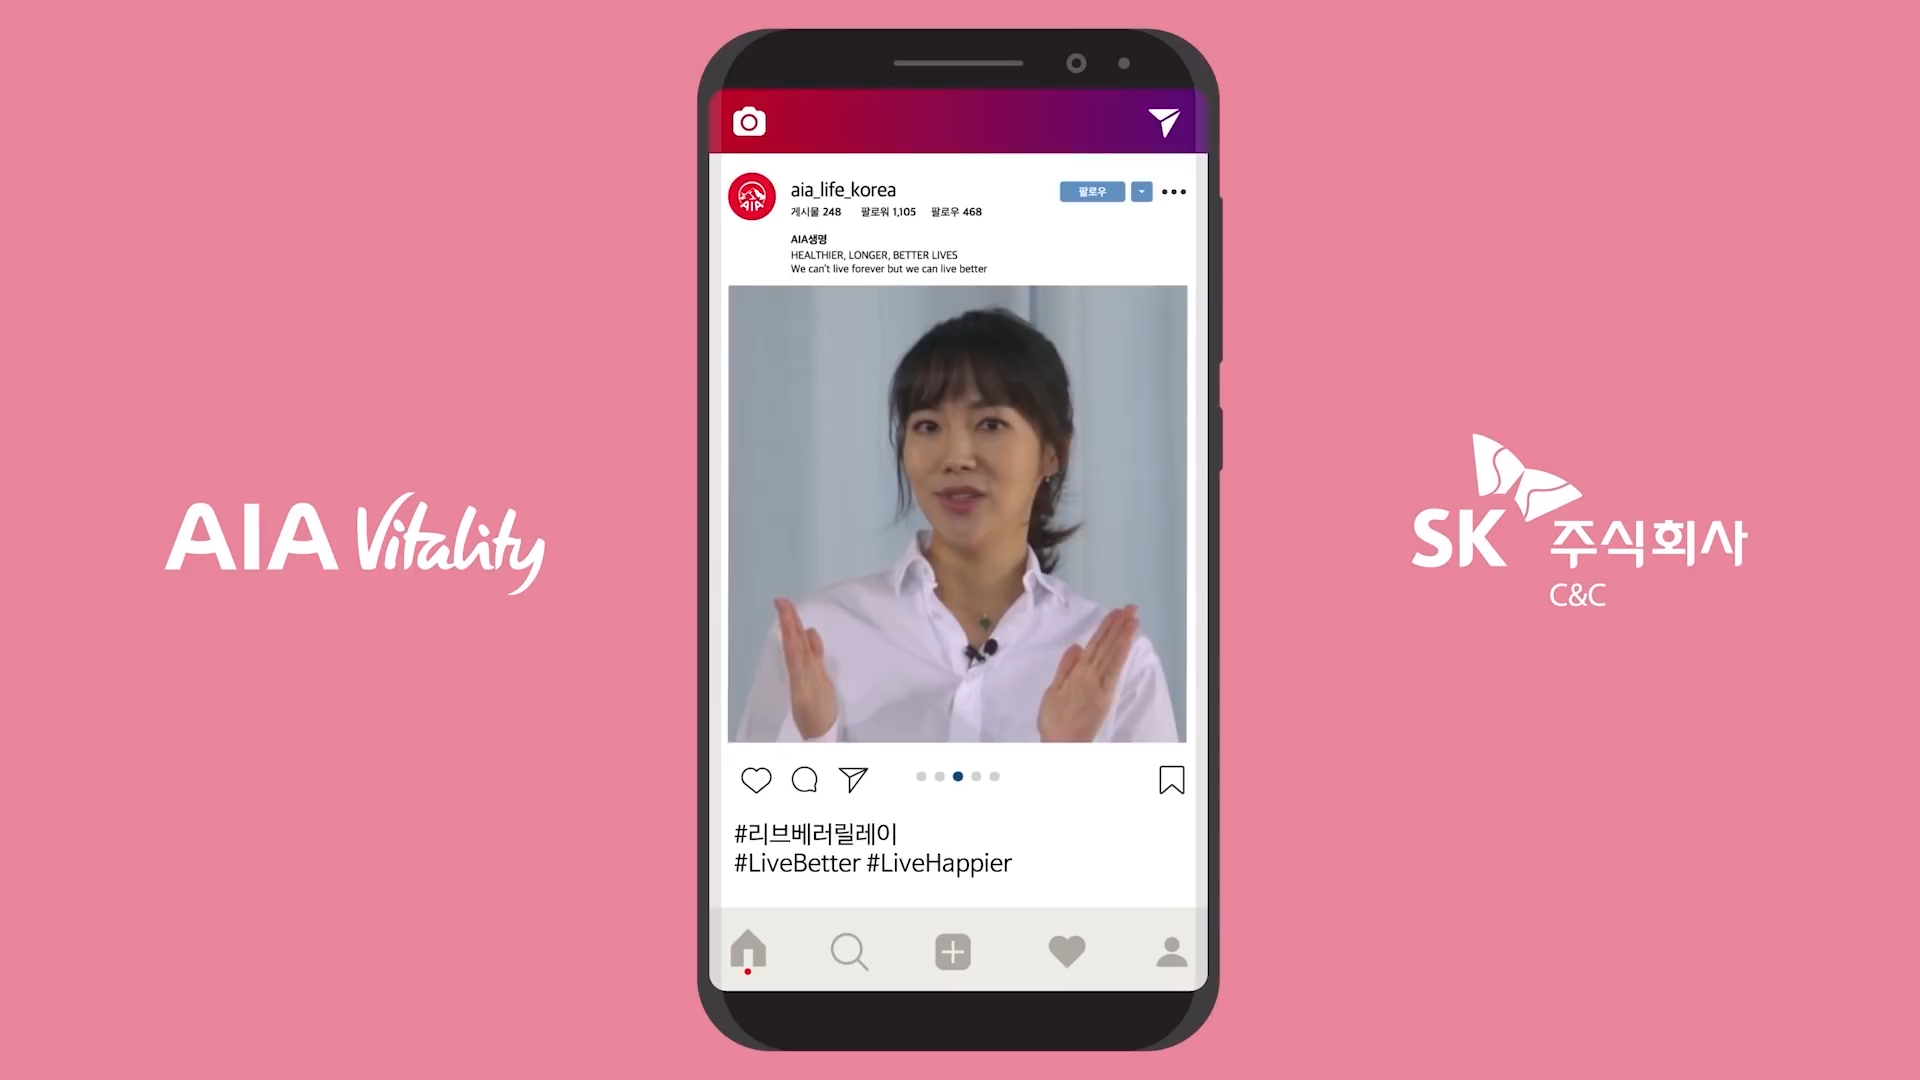 AIA Vitality
AIA
aia_life_korea
팔로우
게시물 248 팔로워 1,105 팔로우 468
AIA생명
HEALTHIER, LONGER, BETTER LIVES
We can't live forever but we can live better
#리브베러릴레이
#LiveBetter #LiveHappier
SK 주식회사
C&C